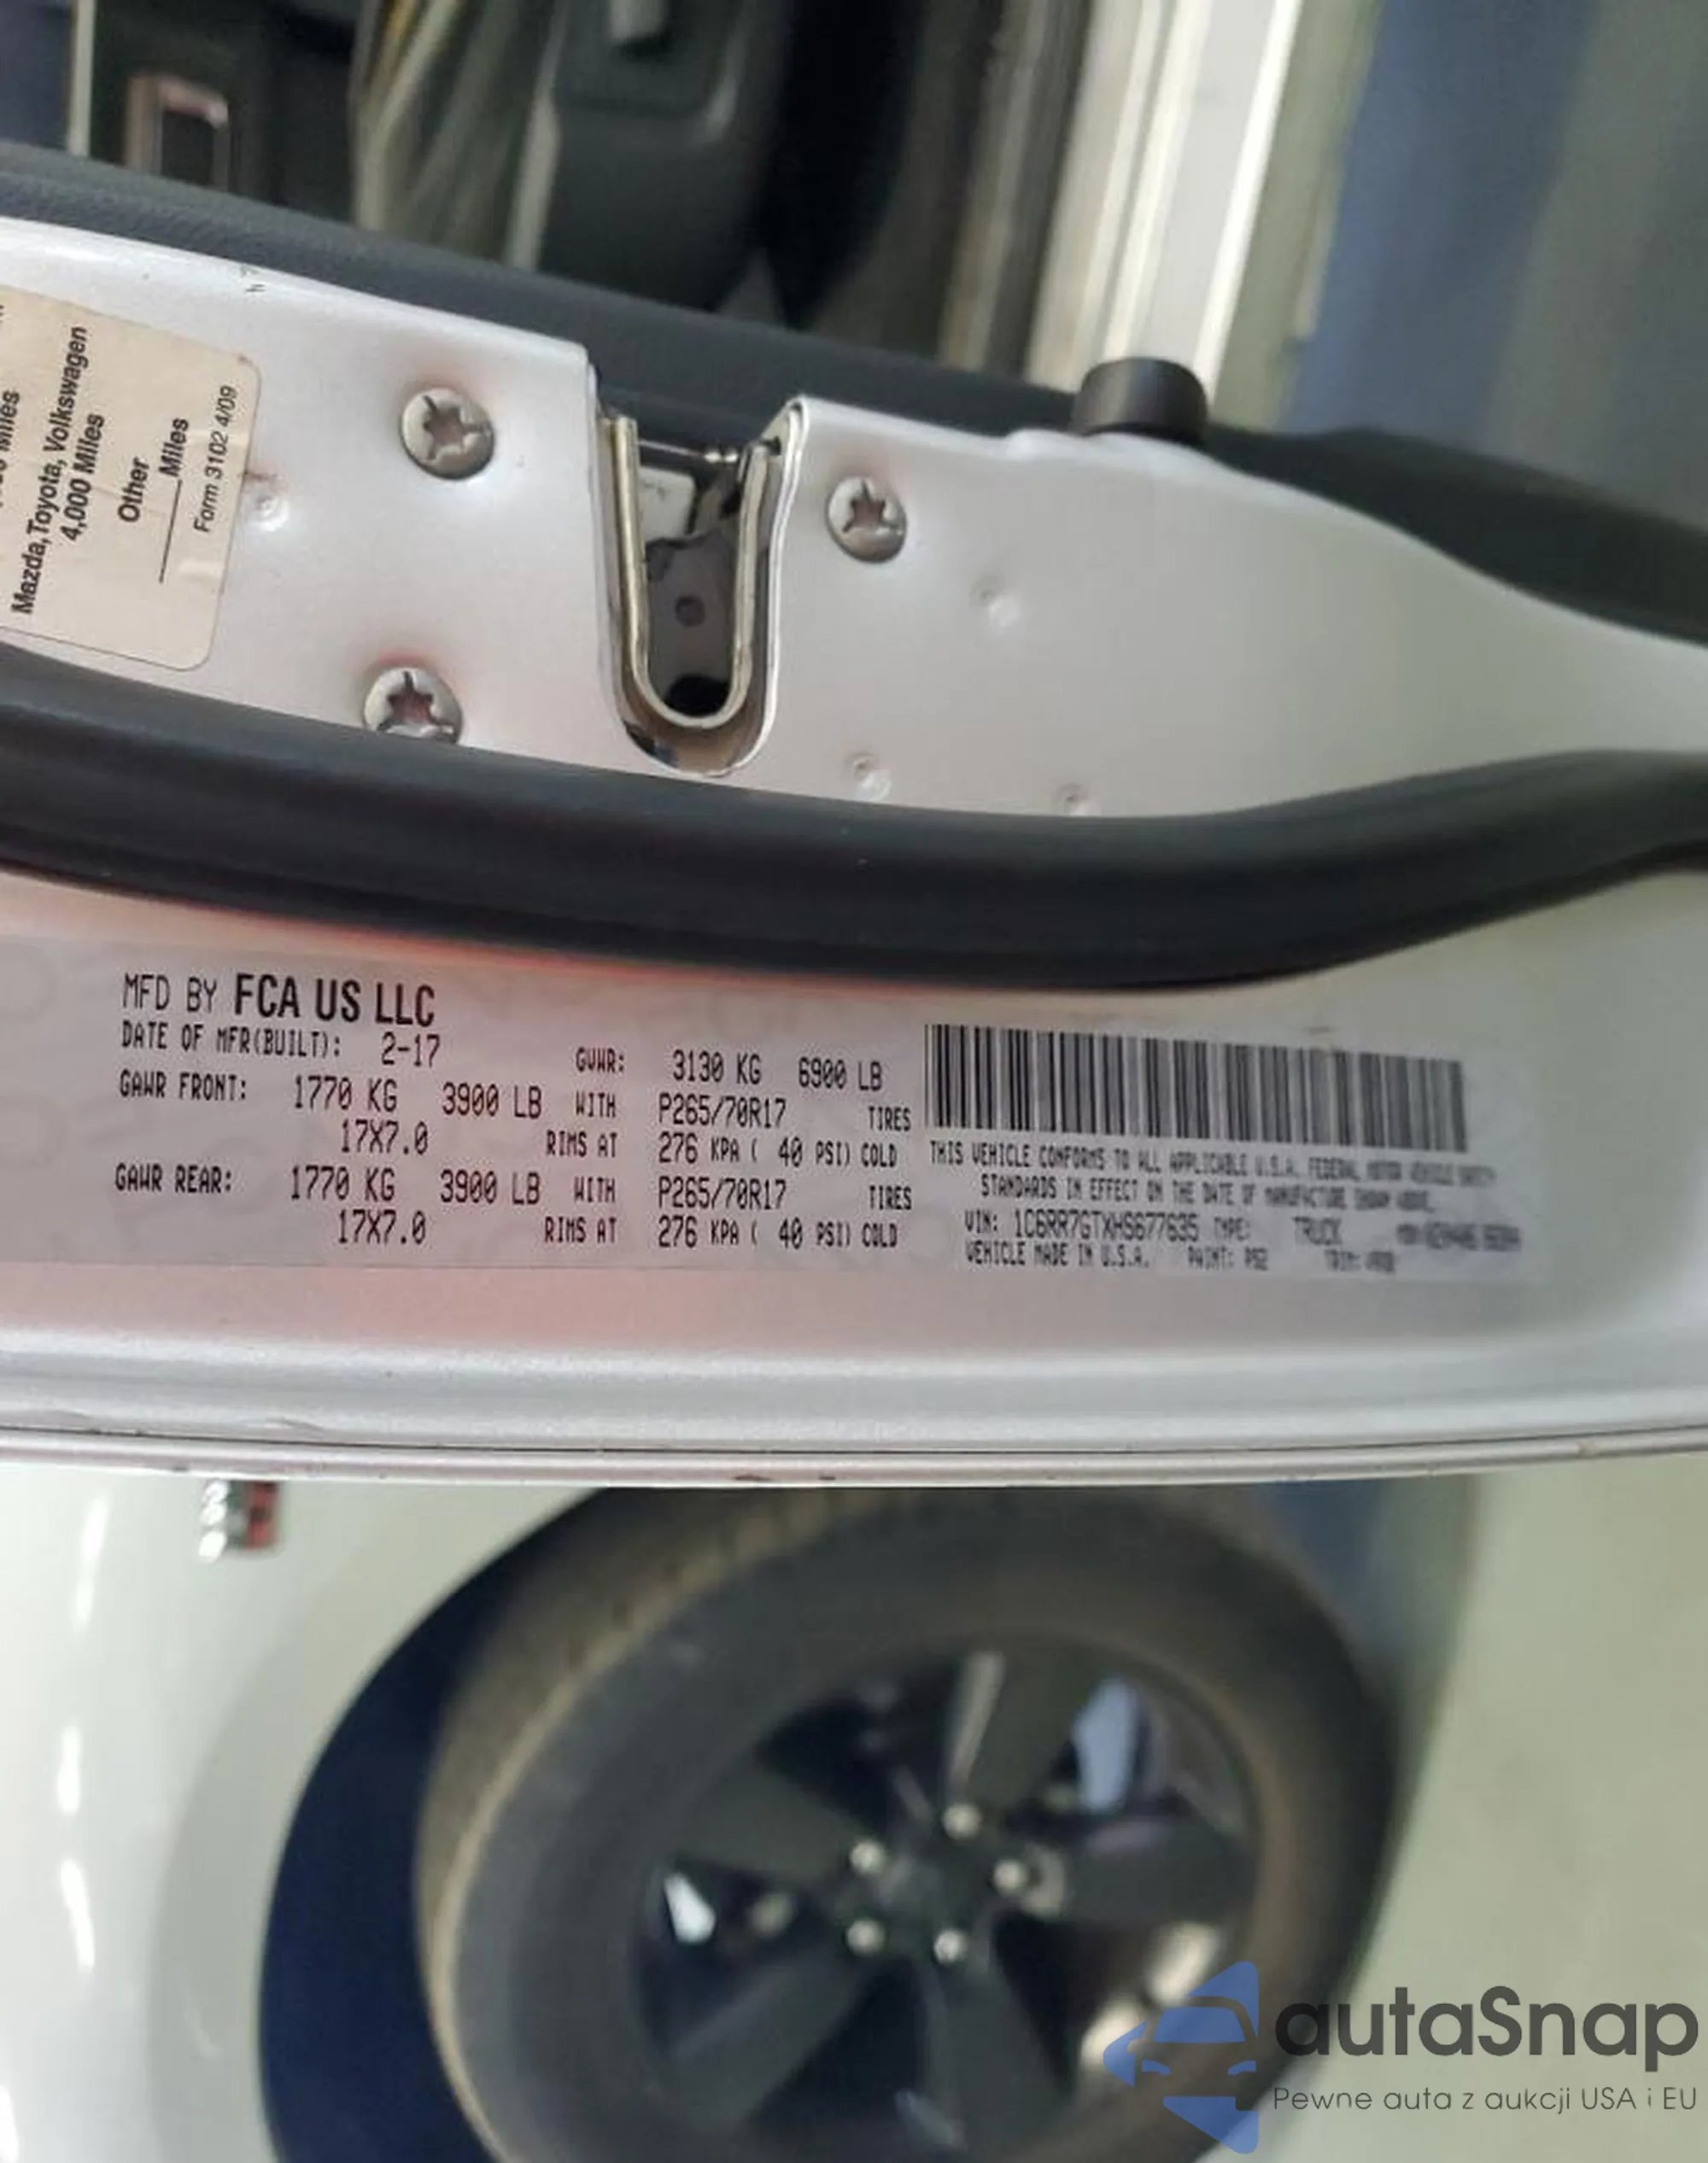 Miles
Mazda, Toyota, Volkswagen
4,000 Miles
Other
Miles
Form 3102 4/09
MFD BY FCA US LLC
DATE OF MFR(BUILT): 2-17 GVWR: 3130 KG 6900 LB
GAWR FRONT: 1770 KG 3900 LB WITH P265/70R17 TIRES
17X7.0 RIMS AT 276 KPA ( 40 PSI) COLD
GAWR REAR: 1770 KG 3900 LB WITH P265/70R17 TIRES
17X7.0 RIMS AT 276 KPA ( 40 PSI) COLD
THIS VEHICLE CONFORMS TO ALL APPLICABLE U.S.A. FEDERAL MOTOR VEHICLE SAFETY
STANDARDS IN EFFECT ON THE DATE OF MANUFACTURE SHOWN ABOVE.
VIN: 1C6RR7GTXHS677635 TYPE: TRUCK
VEHICLE MADE IN U.S.A. PAINT: PS2 TRIM:
autaSnap
Pewne auta z aukcji USA i EU